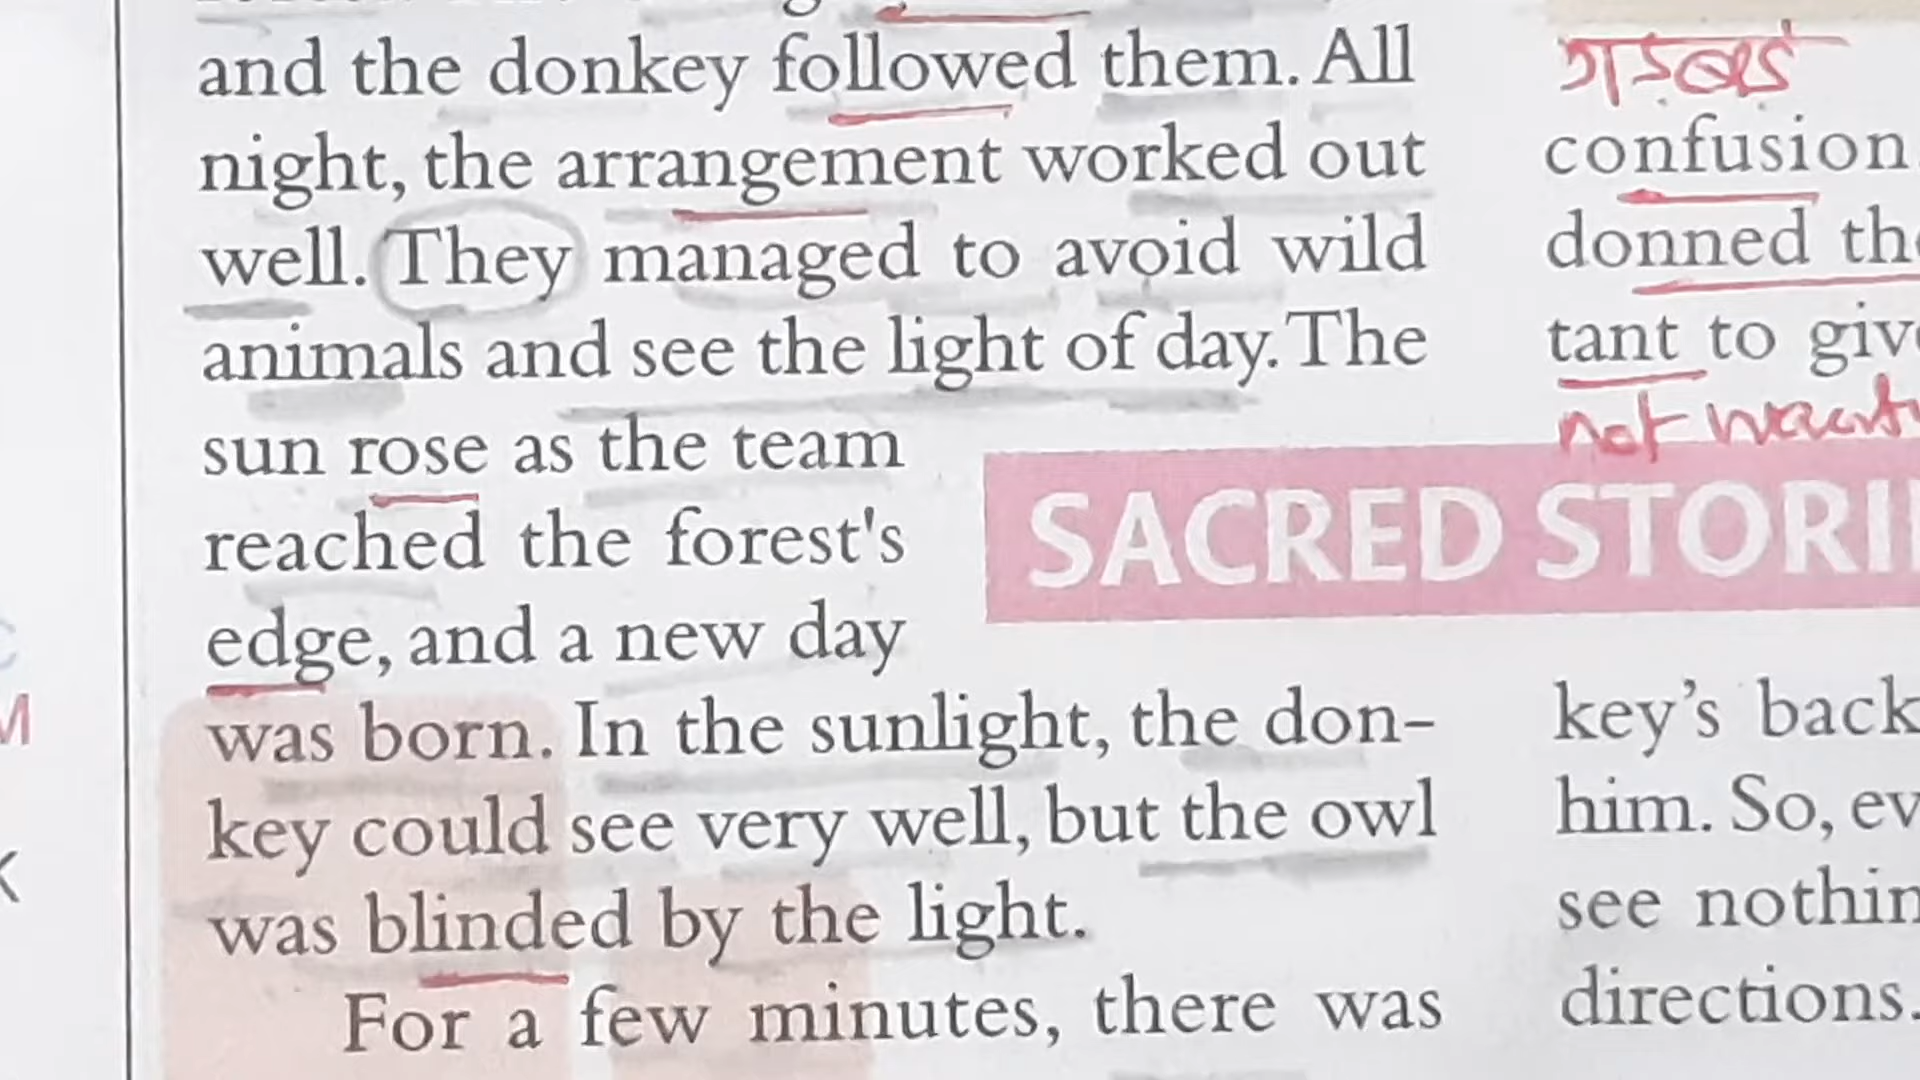 and the donkey followed them. All
night, the arrangement worked out
well. They managed to avoid wild
animals and see the light of day. The
sun rose as the team
reached the forest's
edge, and a new day
was born. In the sunlight, the don-
key could see very well, but the owl
was blinded by the light.
For a few minutes, there was
confusion.
donned the
tant to give
not want
SACRED STORI
key’s back
him. So, ev
see nothin
directions.
M
K